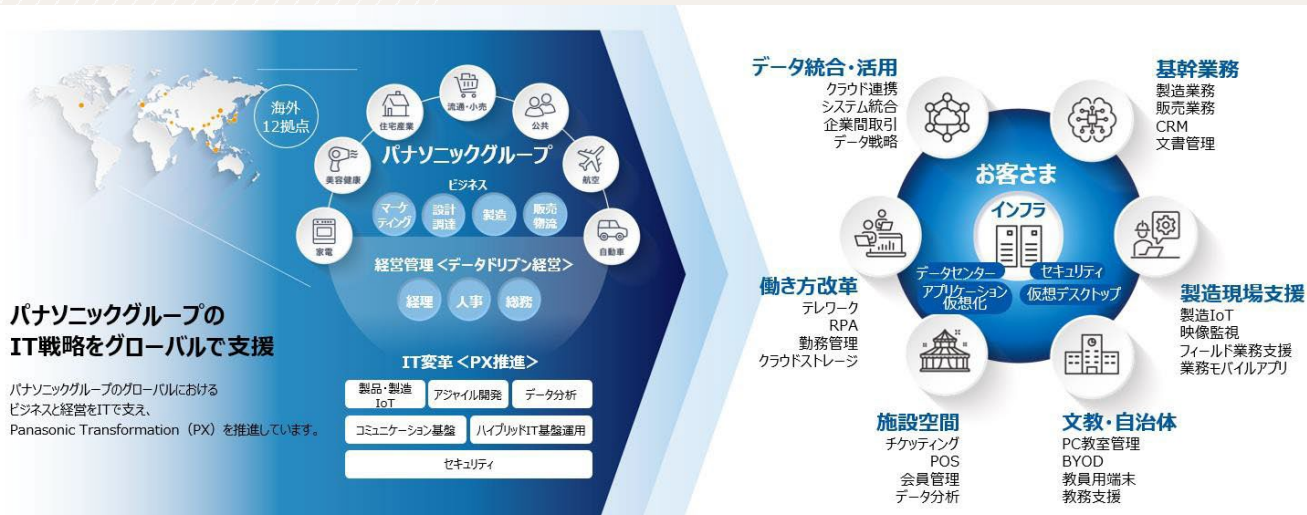 海外
12拠点
住宅産業
流通・小売
公共
美容健康
航空
家電
自動車
パナソニックグループ
ビジネス
マーケ
ティング
設計
調達
製造
販売
物流
経営管理<データドリブン経営>
経理
人事
総務
パナソニックグループの
IT戦略をグローバルで支援
パナソニックグループのグローバルにおける
ビジネスと経営をITで支え、
Panasonic Transformation（PX）を推進しています。
IT変革<PX推進>
製品・製造
IoT
アジャイル開発
データ分析
コミュニケーション基盤
ハイブリッドIT基盤運用
セキュリティ
データ統合・活用
クラウド連携
システム統合
企業間取引
データ戦略
基幹業務
製造業務
販売業務
CRM
文書管理
お客さま
インフラ
データセンター
セキュリティ
アプリケーション
仮想化
仮想デスクトップ
働き方改革
テレワーク
RPA
勤務管理
クラウドストレージ
製造現場支援
製造IoT
映像監視
フィールド業務支援
業務モバイルアプリ
施設空間
チケッティング
POS
会員管理
データ分析
文教・自治体
PC教室管理
BYOD
教員用端末
教務支援